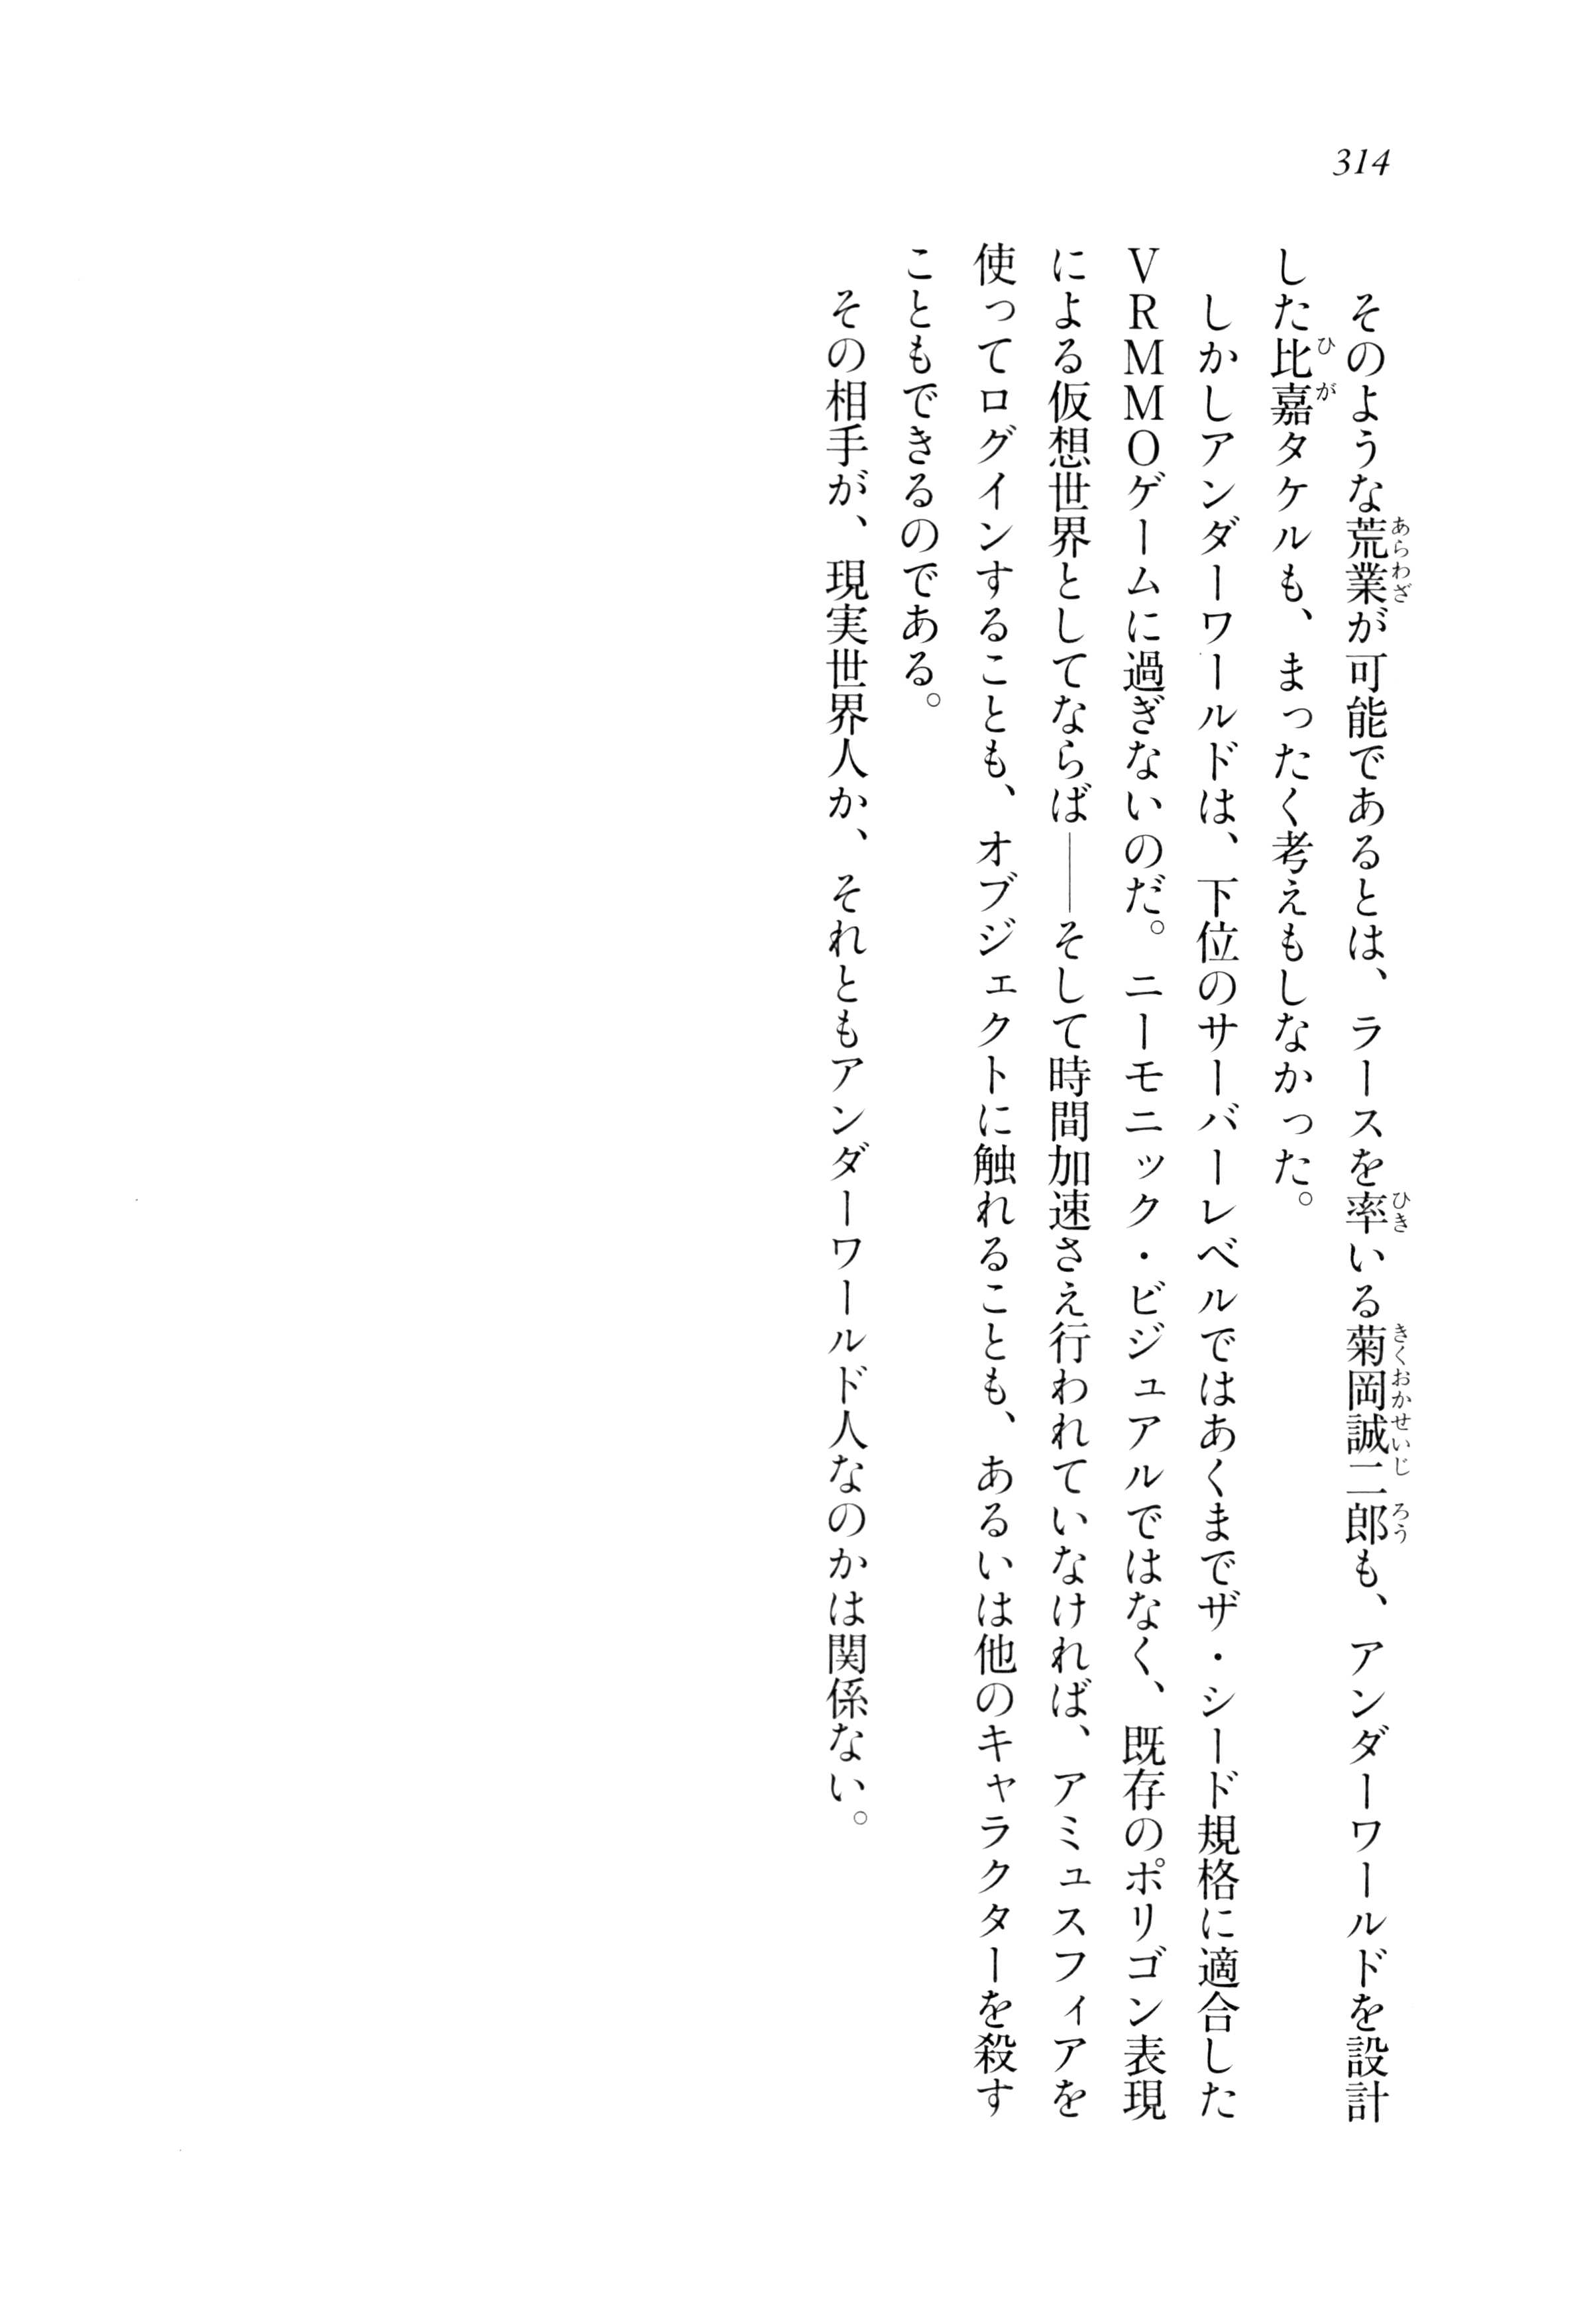 314
そのような荒業が可能であるとは、ラースを率いる菊岡誠二郎も、アンダーワールドを設計
した比嘉タケルも、まったく考えもしなかった。
しかしアンダーワールドは、下位のサーバーレベルではあくまでザ・シード規格に適合した
VRMMOゲームに過ぎないのだ。ニーモニック・ビジュアルではなく、既存のポリゴン表現
による仮想世界としてならば――そして時間加速さえ行われていなければ、アミュスフィアを
使ってログインすることも、オブジェクトに触れることも、あるいは他のキャラクターを殺す
こともできるのである。
その相手が、現実世界人か、それともアンダーワールド人なのかは関係ない。